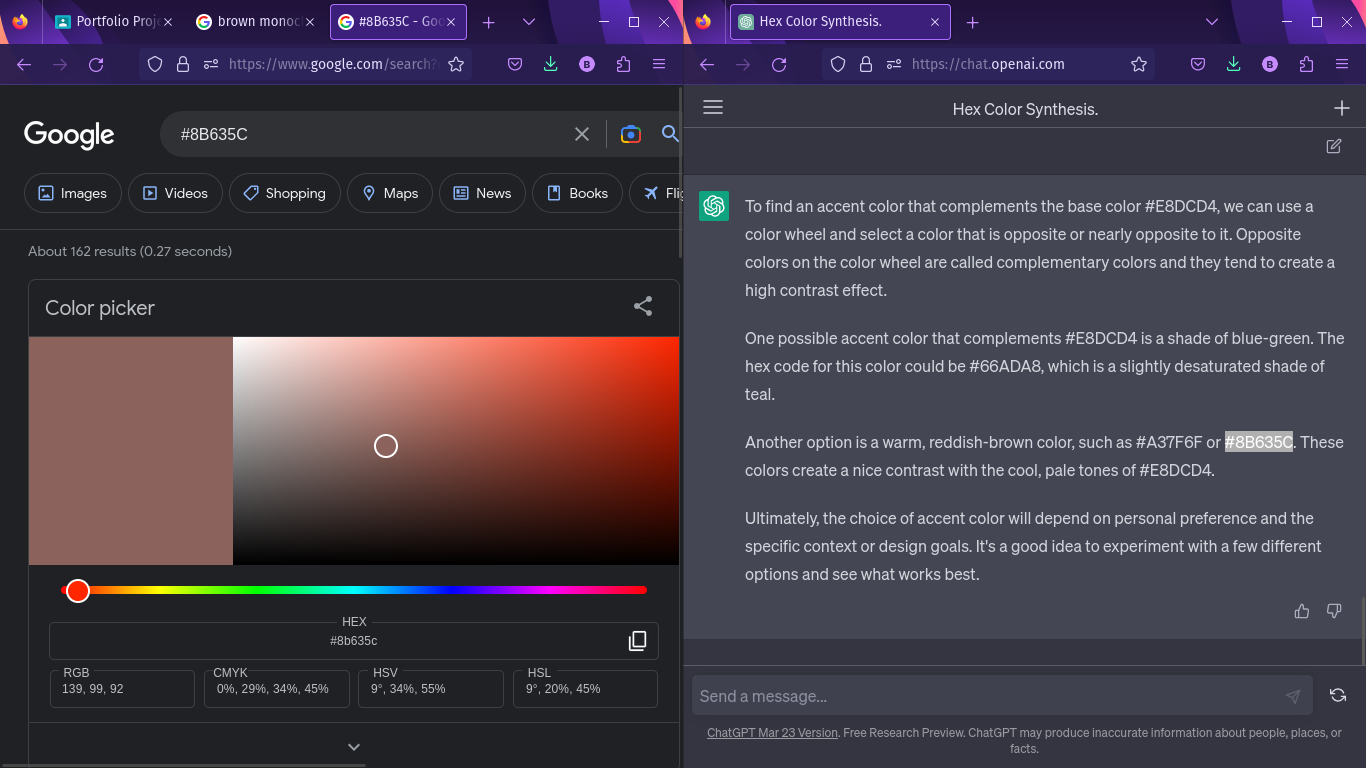 Portfolio Proj
brown monoc
#8B635C - Goo
https://www.google.com/search?
B
Google
#8B635C
Images
Videos
Shopping
Maps
News
Books
Flig
About 162 results (0.27 seconds)
Color picker
HEX
#8b635c
RGB
139, 99, 92
CMYK
0%, 29%, 34%, 45%
HSV
9°, 34%, 55%
HSL
9°, 20%, 45%
Hex Color Synthesis.
https://chat.openai.com
B
Hex Color Synthesis.
To find an accent color that complements the base color #E8DCD4, we can use a
color wheel and select a color that is opposite or nearly opposite to it. Opposite
colors on the color wheel are called complementary colors and they tend to create a
high contrast effect.
One possible accent color that complements #E8DCD4 is a shade of blue-green. The
hex code for this color could be #66ADA8, which is a slightly desaturated shade of
teal.
Another option is a warm, reddish-brown color, such as #A37F6F or #8B635C. These
colors create a nice contrast with the cool, pale tones of #E8DCD4.
Ultimately, the choice of accent color will depend on personal preference and the
specific context or design goals. It's a good idea to experiment with a few different
options and see what works best.
Send a message...
ChatGPT Mar 23 Version. Free Research Preview. ChatGPT may produce inaccurate information about people, places, or
facts.